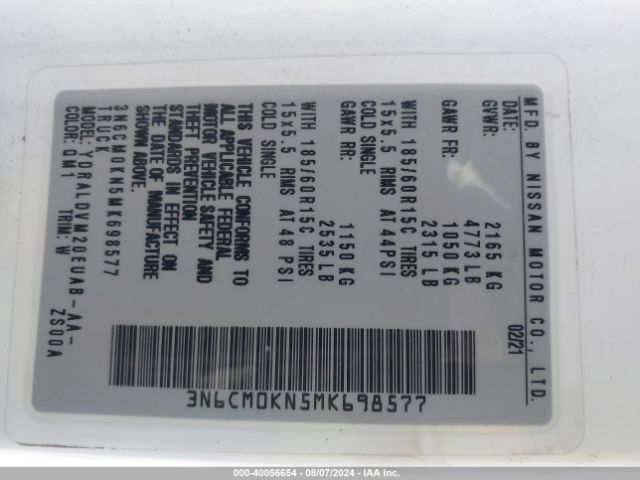 MFD. BY NISSAN MOTOR CO., LTD.
DATE: 02/21
GVWR: 2165 KG
4773 LB
GAWR FR: 1050 KG
2315 LB
WITH 185/60R15C TIRES
15x5.5 RIMS AT 44PSI
COLD SINGLE
GAWR RR: 1150 KG
2535 LB
WITH 185/60R15C TIRES
15x5.5 RIMS AT 48 PSI
COLD SINGLE
THIS VEHICLE CONFORMS TO
ALL APPLICABLE FEDERAL
MOTOR VEHICLE SAFETY AND
THEFT PREVENTION
STANDARDS IN EFFECT ON
THE DATE OF MANUFACTURE
SHOWN ABOVE.
3N6CM0KN5MK698577
TRUCK
MODEL: YDRALDVM20EUAB-AA-
ZS00A
COLOR: QM1 TRIM: W
3N6CM0KN5MK698577
000-40056654 - 08/07/2024 - IAA Inc.